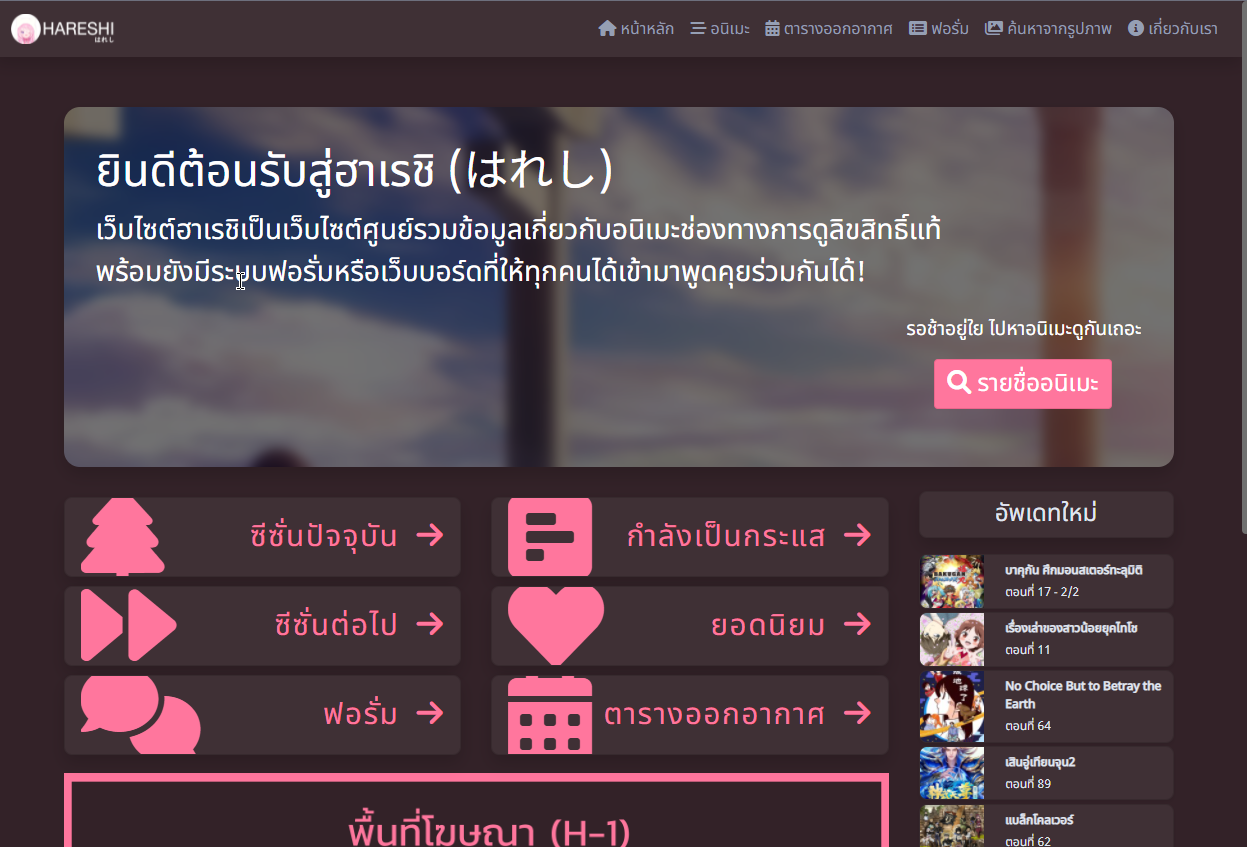 HARESHI
はれし
หน้าหลัก
อนิเมะ
ตารางออกอากาศ
ฟอรั่ม
ค้นหาจากรูปภาพ
เกี่ยวกับเรา
ยินดีต้อนรับสู่ฮาเรชิ (はれし)
เว็บไซต์ฮาเรชิเป็นเว็บไซต์ศูนย์รวมข้อมูลเกี่ยวกับอนิเมะช่องทางการดูลิขสิทธิ์แท้
พร้อมยังมีระบบฟอรั่มหรือเว็บบอร์ดที่ให้ทุกคนได้เข้ามาพูดคุยร่วมกันได้!
รอช้าอยู่ใย ไปหาอนิเมะดูกันเถอะ
รายชื่ออนิเมะ
ซีซั่นปัจจุบัน
กำลังเป็นกระแส
ซีซั่นต่อไป
ยอดนิยม
ฟอรั่ม
ตารางออกอากาศ
พื้นที่โฆษณา (H-1)
อัพเดทใหม่
บาคุกัน ศึกมอนสเตอร์ทะลุมิติ
ตอนที่ 17 - 2/2
เรื่องเล่าของสาวน้อยยุคไทโช
ตอนที่ 11
No Choice But to Betray the
Earth
ตอนที่ 64
เสินอู่เทียนจุน2
ตอนที่ 89
แบล็กโคลเวอร์
ตอนที่ 62